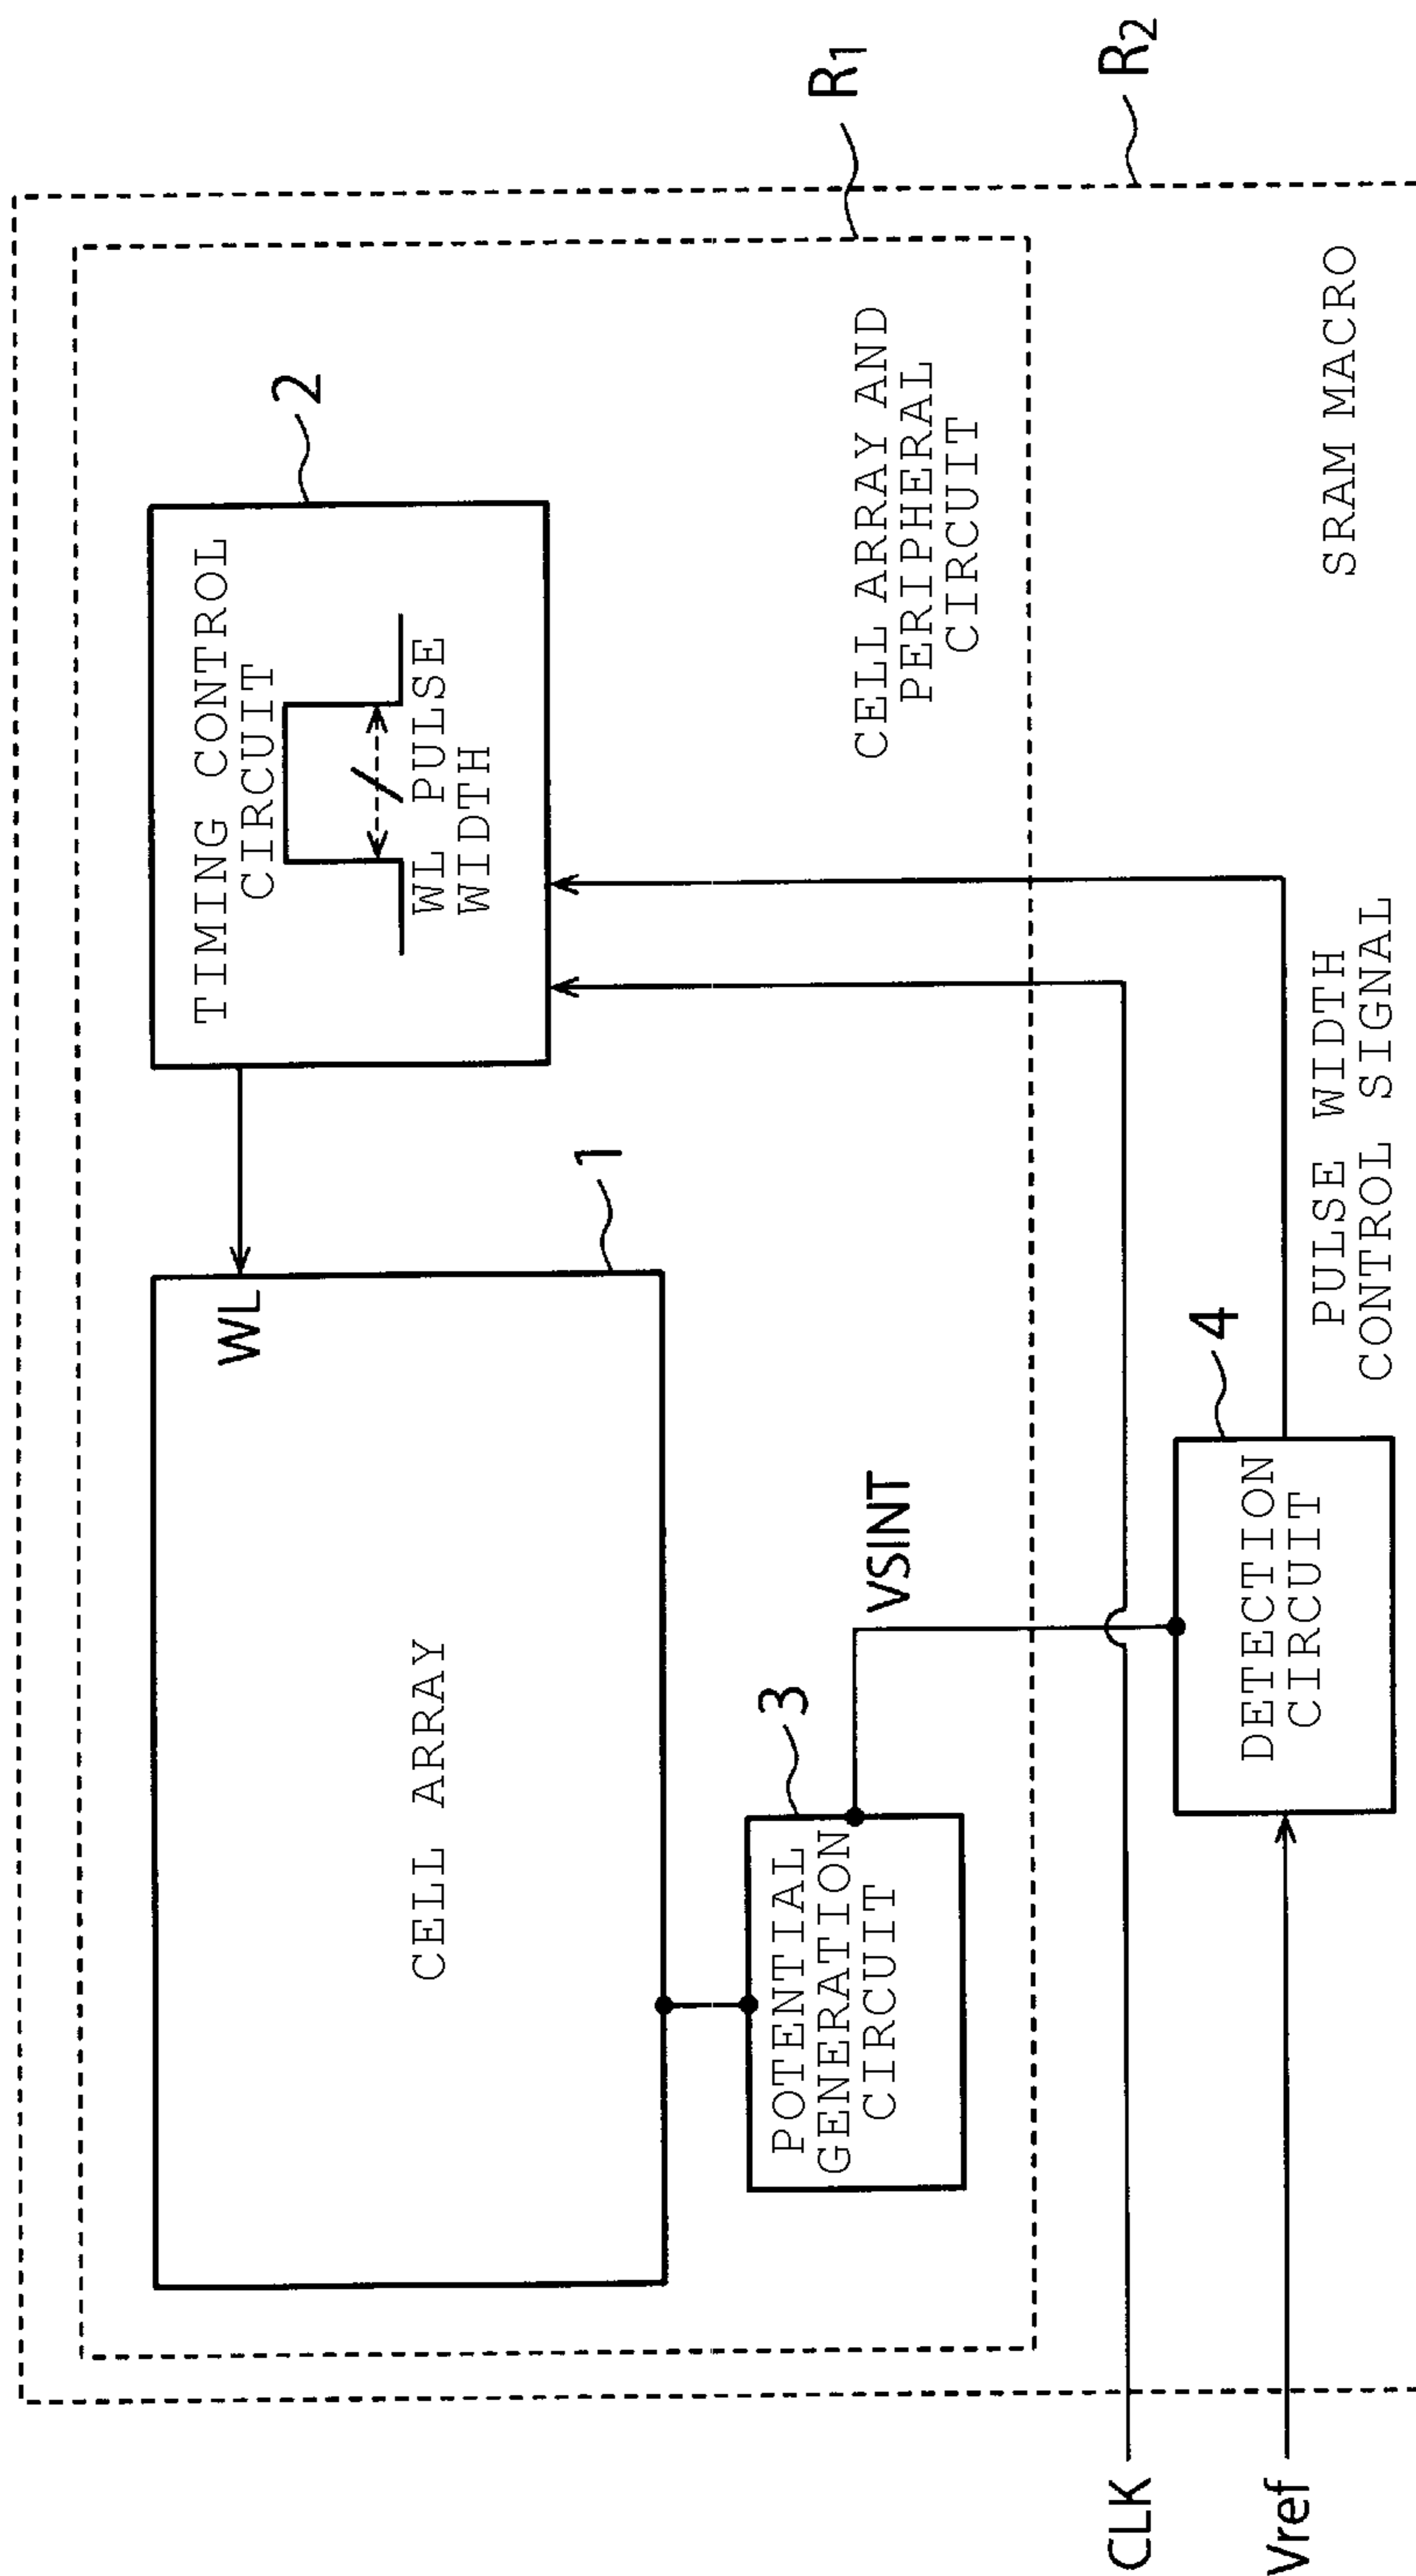 R1
R2
TIMING CONTROL
CIRCUIT
WL PULSE
WIDTH
2
WL
1
CELL ARRAY
CELL ARRAY AND
PERIPHERAL
CIRCUIT
POTENTIAL
GENERATION
CIRCUIT
3
VSINT
SRAM MACRO
DETECTION
CIRCUIT
4
PULSE WIDTH
CONTROL SIGNAL
CLK
Vref